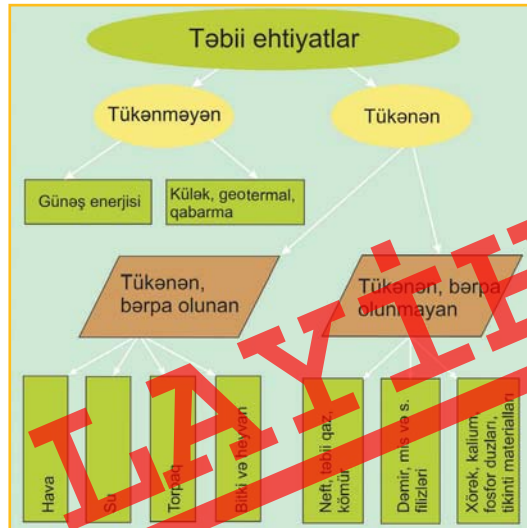 Təbii ehtiyatlar
Tükənməyən
Tükənən
Günəş enerjisi
Külək, geotermal,
qabarma
Tükənən,
bərpa olunan
Tükənən, bərpa
olunmayan
Hava
Su
Torpaq
Bitki və heyvan
Neft, təbii qaz,
kömür
Dəmir, mis və s.
filizləri
Xörək, kalium,
fosfor duzları,
tikinti materialları
LAYİH